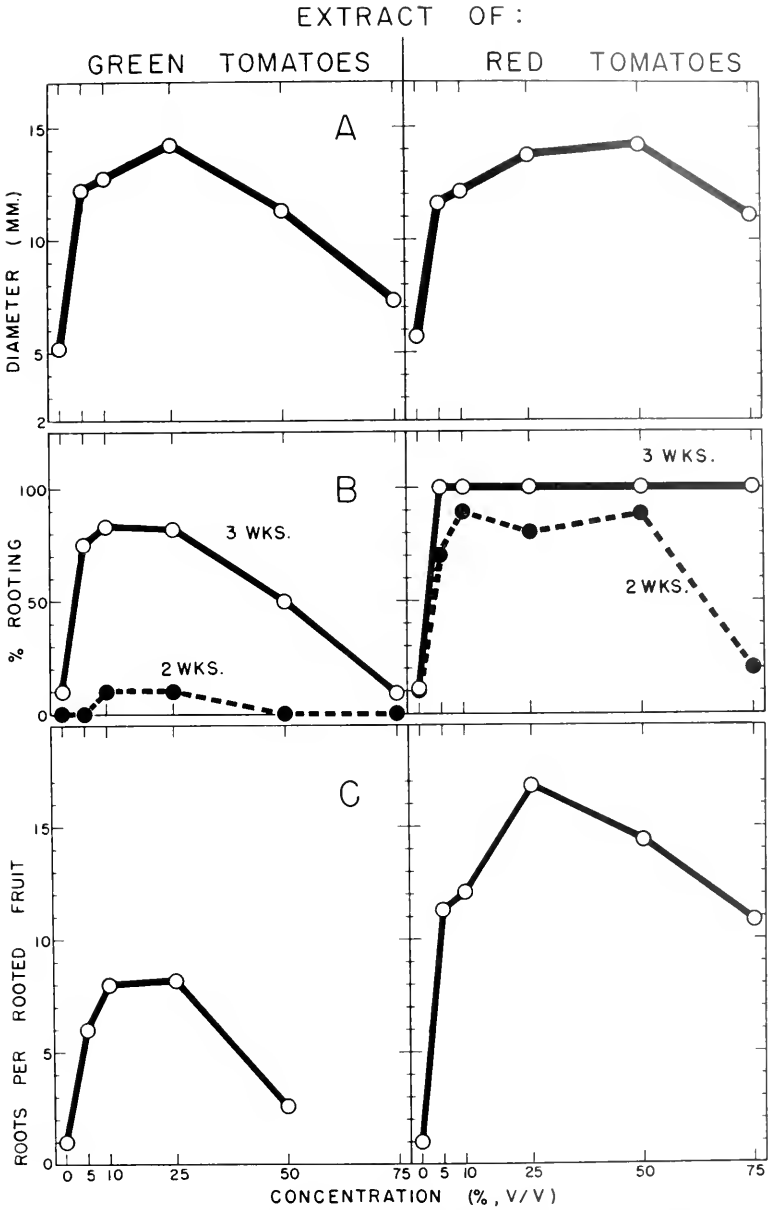 EXTRACT OF:
GREEN TOMATOES RED TOMATOES
A
15
10
5
2
DIAMETER (MM.)
B
3 WKS.
3 WKS.
100
50
0
2 WKS.
2 WKS.
% ROOTING
C
15
10
5
0
ROOTS PER ROOTED FRUIT
0 5 10 25 50 75 0 5 10 25 50 75
CONCENTRATION (%, V/V)